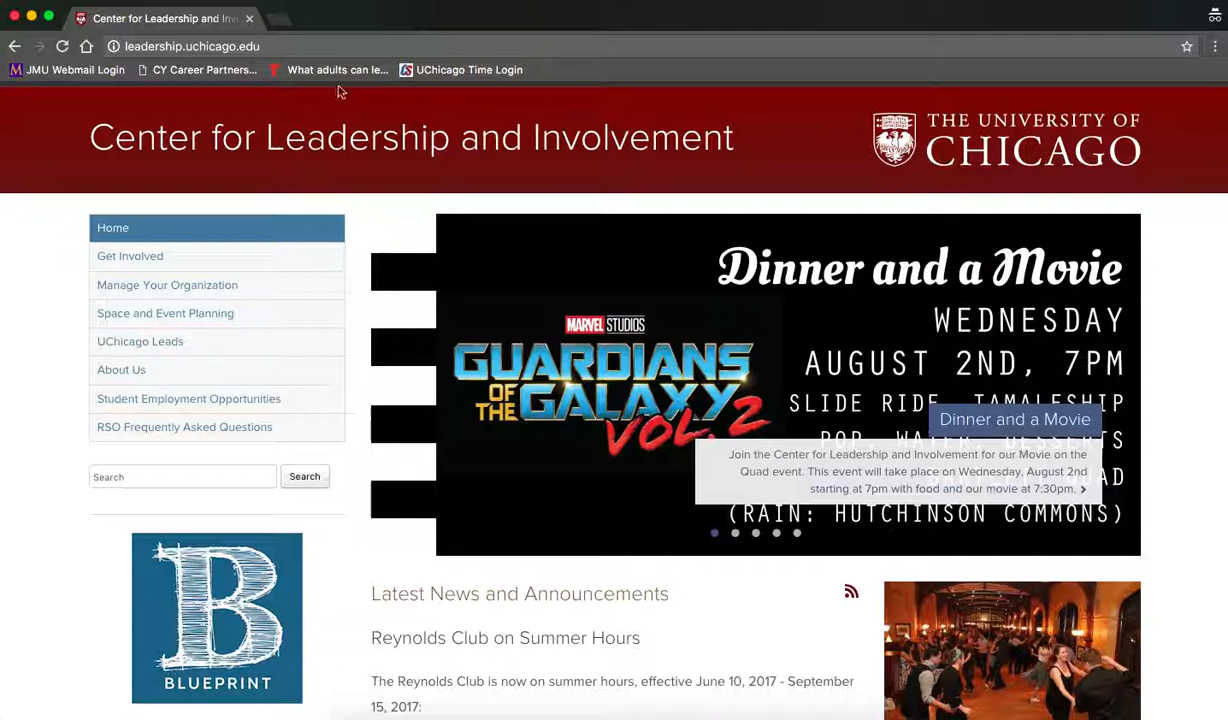 Center for Leadership and Inv
leadership.uchicago.edu
JMU Webmail Login
CY Career Partners...
What adults can le...
UChicago Time Login
Center for Leadership and Involvement
THE UNIVERSITY OF
CHICAGO
Home
Get Involved
Manage Your Organization
Space and Event Planning
UChicago Leads
About Us
Student Employment Opportunities
RSO Frequently Asked Questions
Search
Search
B
BLUEPRINT
Dinner and a Movie
WEDNESDAY
AUGUST 2ND, 7PM
SLIDE RIDE, TAMALESHIP
POP, WATER, DESSERTS
QUAD
(RAIN: HUTCHINSON COMMONS)
MARVEL STUDIOS
GUARDIANS
OF THE GALAXY
VOL. 2
Dinner and a Movie
Join the Center for Leadership and Involvement for our Movie on the
Quad event. This event will take place on Wednesday, August 2nd
starting at 7pm with food and our movie at 7:30pm.
Latest News and Announcements
Reynolds Club on Summer Hours
The Reynolds Club is now on summer hours, effective June 10, 2017 - September
15, 2017: